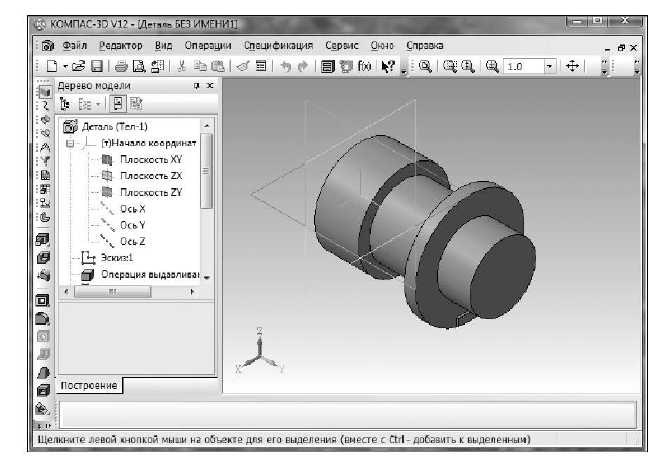 КОМПАС-3D V12 - [Деталь БЕЗ ИМЕНИ1]
Файл Редактор Вид Операции Спецификация Сервис Окно Справка
f(x) 1.0
Дерево модели
Деталь (Тел-1)
(т)Начало координат
Плоскость XY
Плоскость ZX
Плоскость ZY
Ось X
Ось Y
Ось Z
Эскиз:1
Операция выдавливан
Z
X Y
Построение
Щелкните левой кнопкой мыши на объекте для его выделения (вместе с Ctrl - добавить к выделенным)